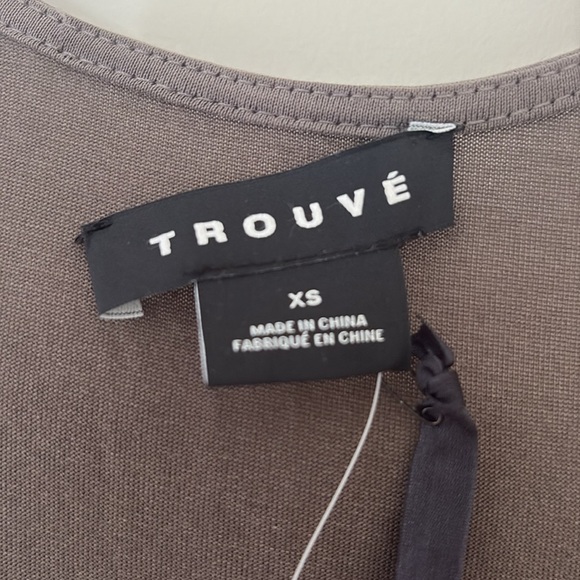 TROUVÉ
XS
MADE IN CHINA
FABRIQUÉ EN CHINE